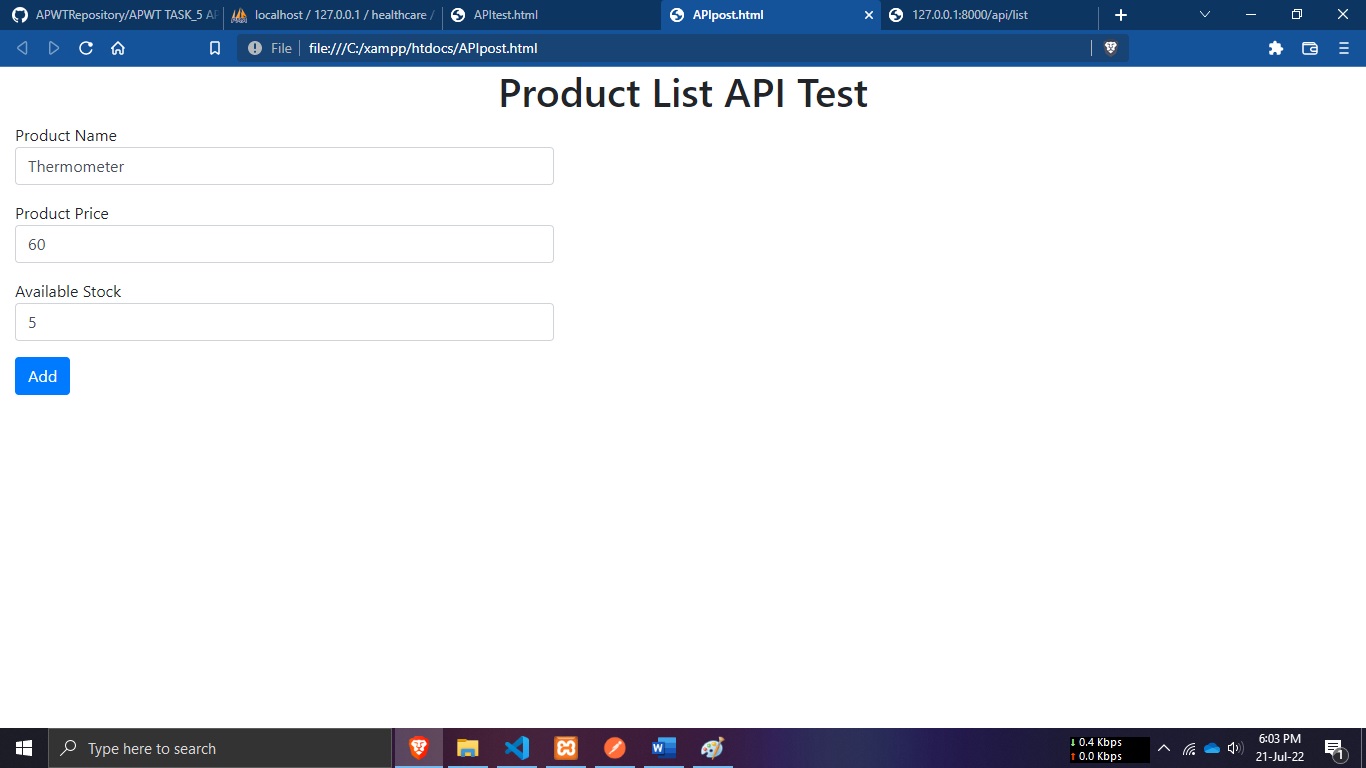 APWTRepository/APWT TASK_5 AP
localhost / 127.0.0.1 / healthcare /
APItest.html
APIpost.html
127.0.0.1:8000/api/list
File
file:///C:/xampp/htdocs/APIpost.html
Product List API Test
Product Name
Thermometer
Product Price
60
Available Stock
5
Add
Type here to search
0.4 Kbps
0.0 Kbps
6:03 PM
21-Jul-22
1